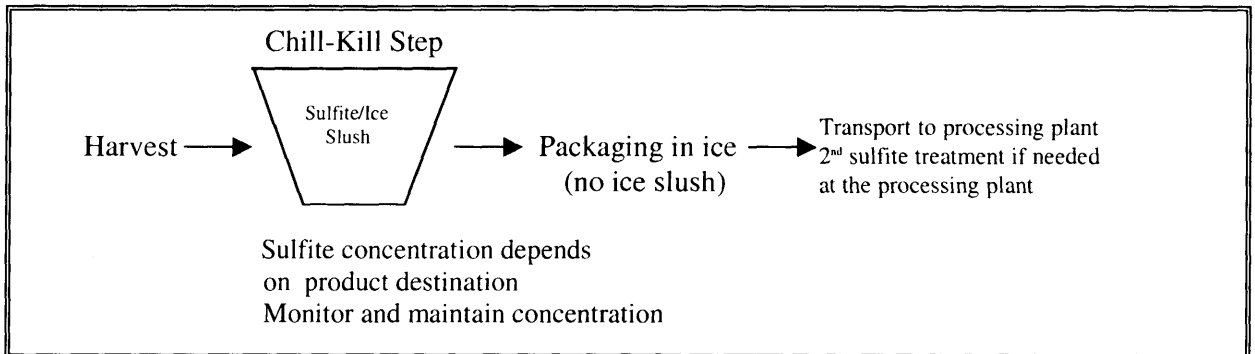 Chill-Kill Step
Sulfite/Ice
Slush
Harvest
Packaging in ice
(no ice slush)
Transport to processing plant
2nd sulfite treatment if needed
at the processing plant
Sulfite concentration depends
on product destination
Monitor and maintain concentration